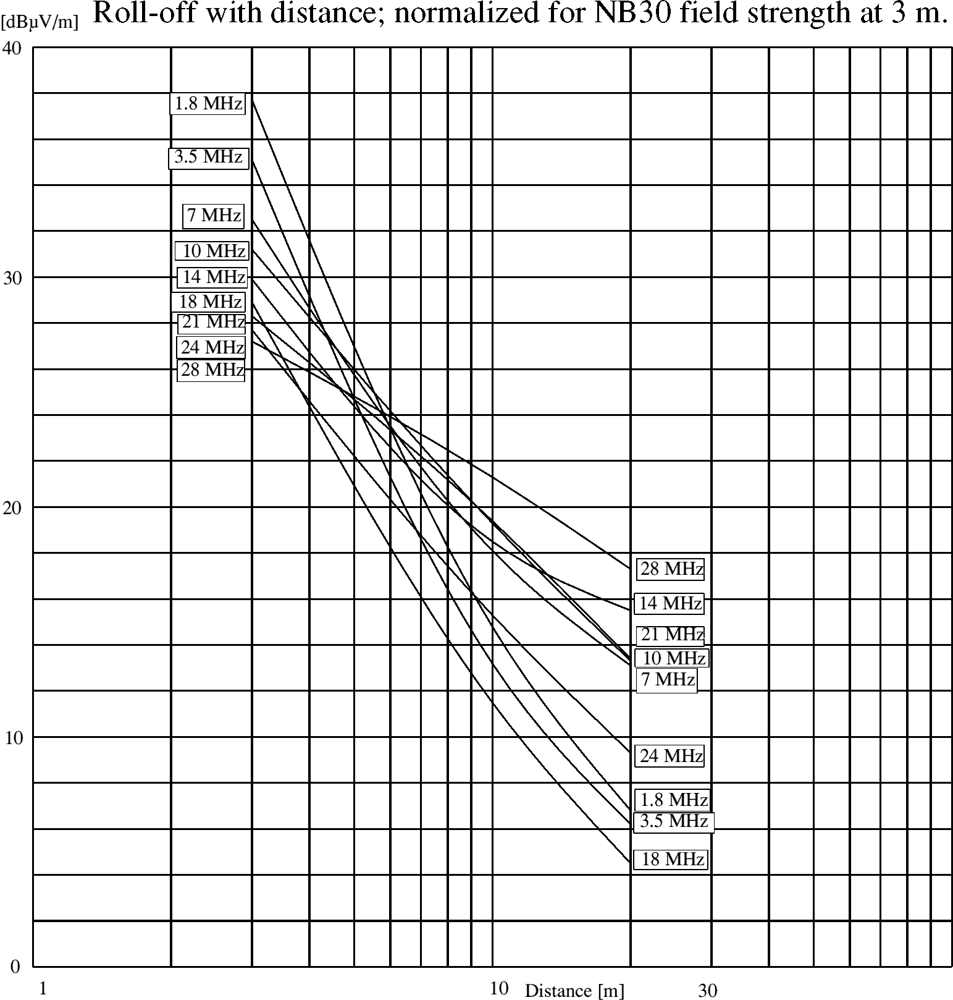 Roll-off with distance; normalized for NB30 field strength at 3 m.
[dBµV/m]
40
1.8 MHz
3.5 MHz
7 MHz
10 MHz
30
14 MHz
18 MHz
21 MHz
24 MHz
28 MHz
20
28 MHz
14 MHz
21 MHz
10 MHz
7 MHz
10
24 MHz
1.8 MHz
3.5 MHz
18 MHz
0
1
10
Distance [m]
30